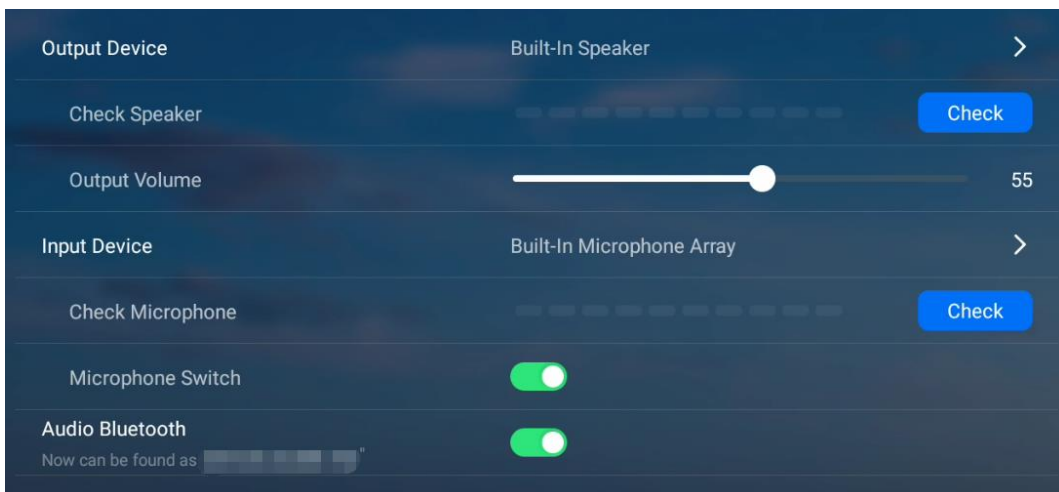 Output Device Built-In Speaker
Check Speaker Check
Output Volume 55
Input Device Built-In Microphone Array
Check Microphone Check
Microphone Switch
Audio Bluetooth
Now can be found as "